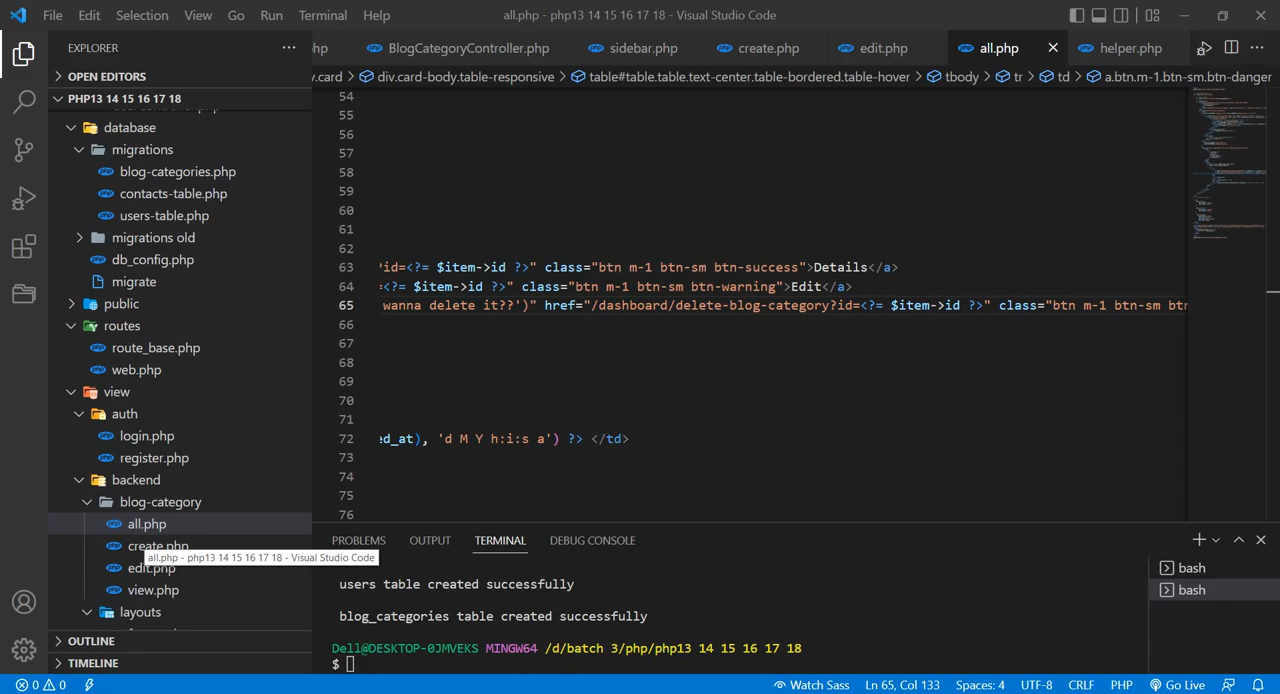 File Edit Selection View Go Run Terminal Help all.php - php13 14 15 16 17 18 - Visual Studio Code
EXPLORER
OPEN EDITORS
PHP13 14 15 16 17 18
database
migrations
blog-categories.php
contacts-table.php
users-table.php
migrations old
db_config.php
migrate
public
routes
route_base.php
web.php
view
auth
login.php
register.php
backend
blog-category
all.php
create.php
all.php - php13 14 15 16 17 18 - Visual Studio Code
edit.php
view.php
layouts
OUTLINE
TIMELINE
hp BlogCategoryController.php sidebar.php create.php edit.php all.php helper.php
v.card > div.card-body.table-responsive > table#table.table.text-center.table-bordered.table-hover > tbody > tr > td > a.btn.m-1.btn-sm.btn-danger
54
55
56
57
58
59
60
61
62
63 'id=<?= $item->id ?>" class="btn m-1 btn-sm btn-success">Details</a>
64 =<?= $item->id ?>" class="btn m-1 btn-sm btn-warning">Edit</a>
65 wanna delete it??')" href="/dashboard/delete-blog-category?id=<?= $item->id ?>" class="btn m-1 btn-sm btn
66
67
68
69
70
71
72 ed_at), 'd M Y h:i:s a') ?> </td>
73
74
75
76
PROBLEMS OUTPUT TERMINAL DEBUG CONSOLE
users table created successfully
blog_categories table created successfully
Dell@DESKTOP-0JMVEKS MINGW64 /d/batch 3/php/php13 14 15 16 17 18
$
bash
bash
0 0 Watch Sass Ln 65, Col 133 Spaces: 4 UTF-8 CRLF PHP Go Live